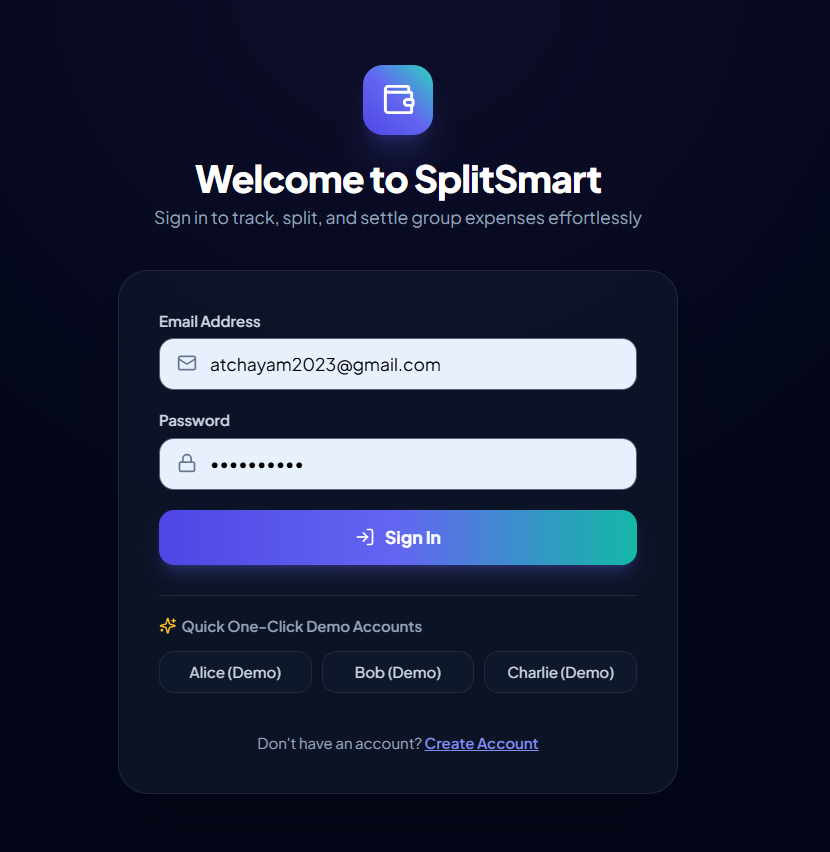 Welcome to SplitSmart
Sign in to track, split, and settle group expenses effortlessly
Email Address
atchayam2023@gmail.com
Password
••••••••••
Sign In
Quick One-Click Demo Accounts
Alice (Demo)
Bob (Demo)
Charlie (Demo)
Don't have an account? Create Account